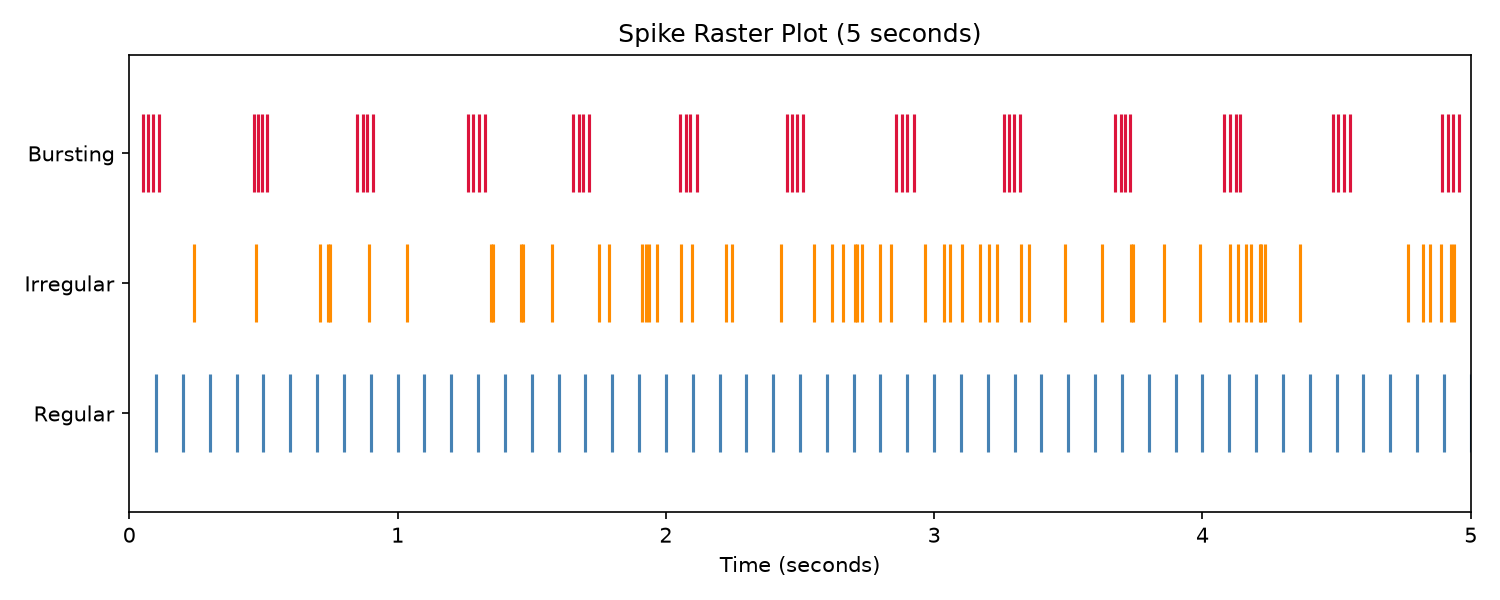 Spike Raster Plot (5 seconds)
Bursting
Irregular
Regular
0 1 2 3 4 5
Time (seconds)